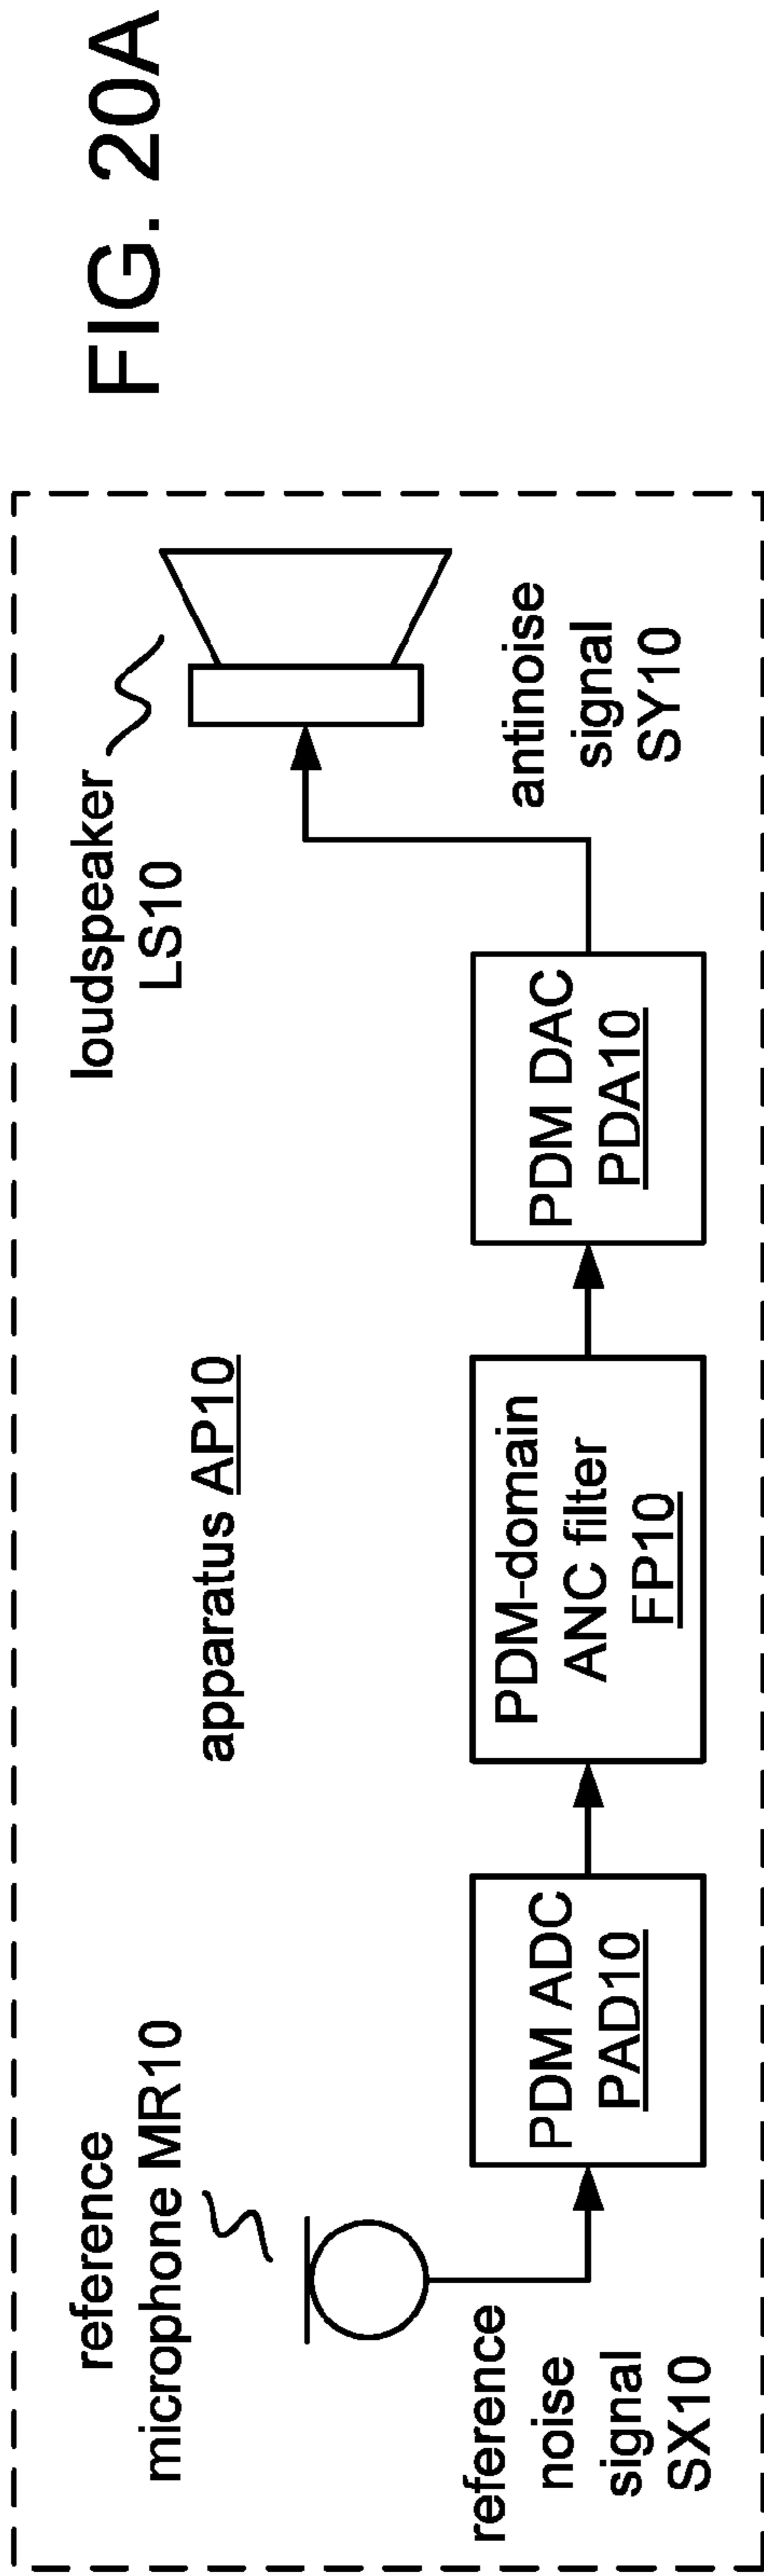 FIG. 20A
reference
microphone MR10
loudspeaker
LS10
apparatus AP10
reference
noise
signal
SX10
PDM ADC
PAD10
PDM-domain
ANC filter
FP10
PDM DAC
PDA10
antinoise
signal
SY10